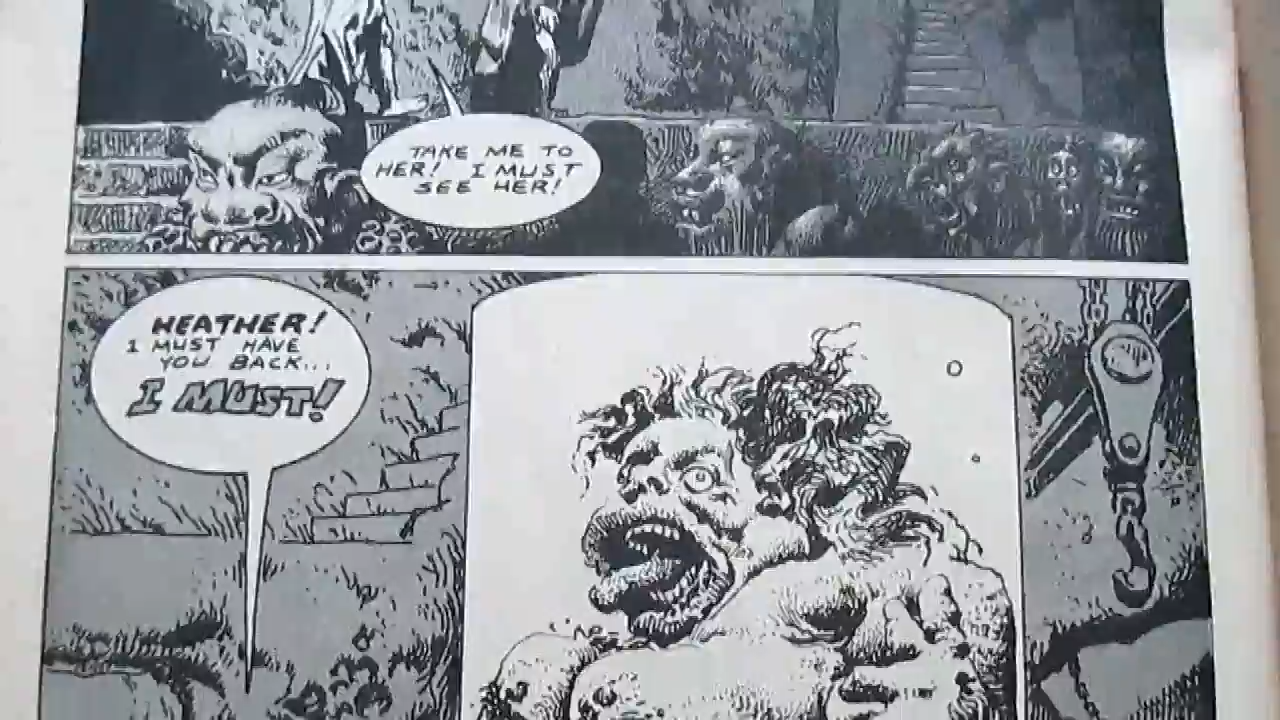 TAKE ME TO
HER! I MUST
SEE HER!
HEATHER!
I MUST HAVE
YOU BACK...
I MUST!